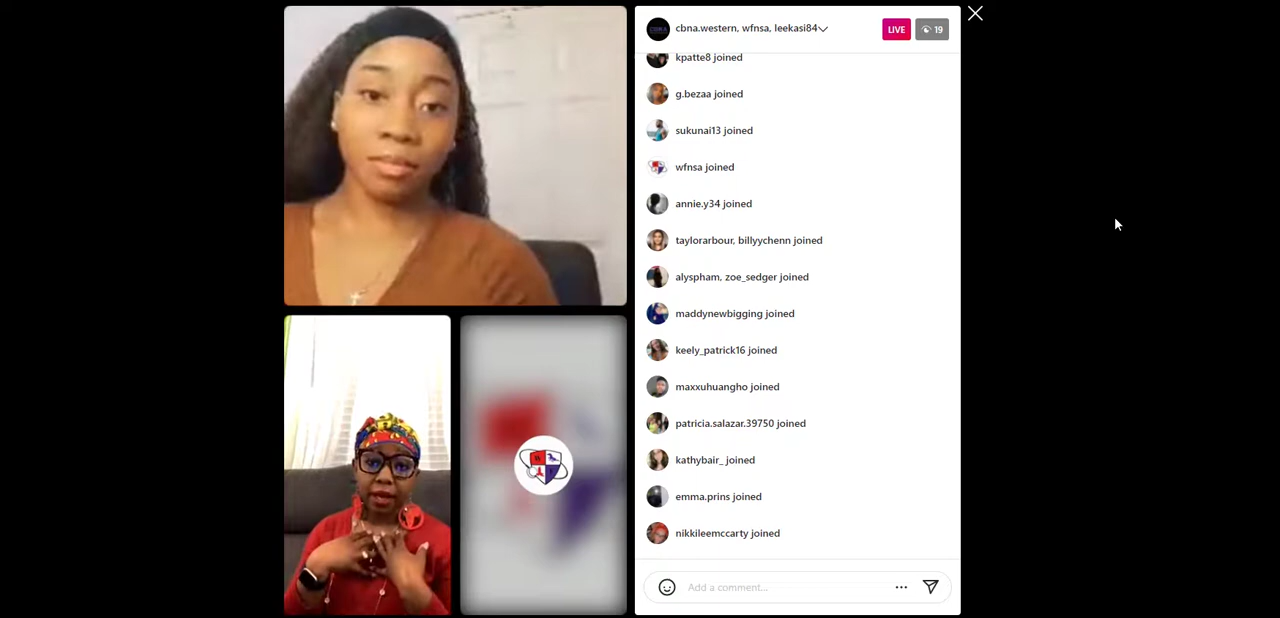 cbna.western, wfnsa, leekasi84
LIVE
19
kpatte8 joined
g.bezaa joined
sukunai13 joined
wfnsa joined
annie.y34 joined
taylorarbour, billyychenn joined
alyspham, zoe_sedger joined
maddynewbigging joined
keely_patrick16 joined
maxxuhuangho joined
patricia.salazar.39750 joined
kathybair_ joined
emma.prins joined
nikkileemccarty joined
Add a comment...